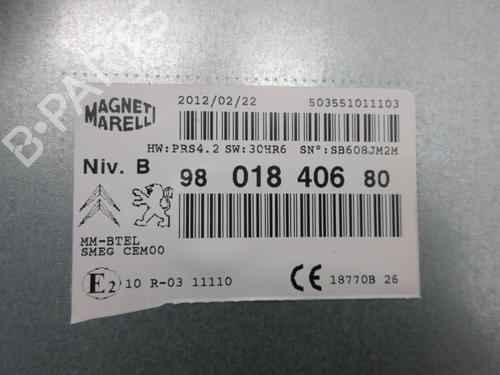 B-PARTS
MAGNETI MARELLI
2012/02/22 503551011103
HW:PRS4.2 SW:30HR6 SN°:SB608JM2M
Niv. B
98 018 406 80
MM-BTEL
SMEG CEM00
E2 10 R-03 11110
CE 18770B 26